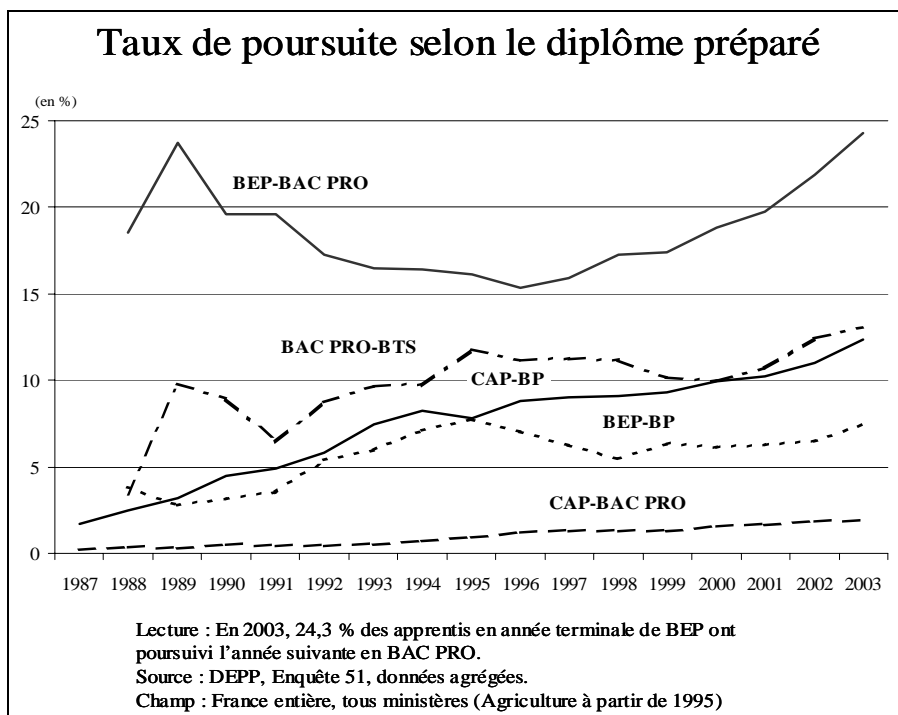 Taux de poursuite selon le diplôme préparé
(en %)
25
20
15
10
5
0
BEP-BAC PRO
BAC PRO-BTS
CAP-BP
BEP-BP
CAP-BAC PRO
1987 1988 1989 1990 1991 1992 1993 1994 1995 1996 1997 1998 1999 2000 2001 2002 2003
Lecture : En 2003, 24,3 % des apprentis en année terminale de BEP ont
poursuivi l'année suivante en BAC PRO.
Source : DEPP, Enquête 51, données agrégées.
Champ : France entière, tous ministères (Agriculture à partir de 1995)